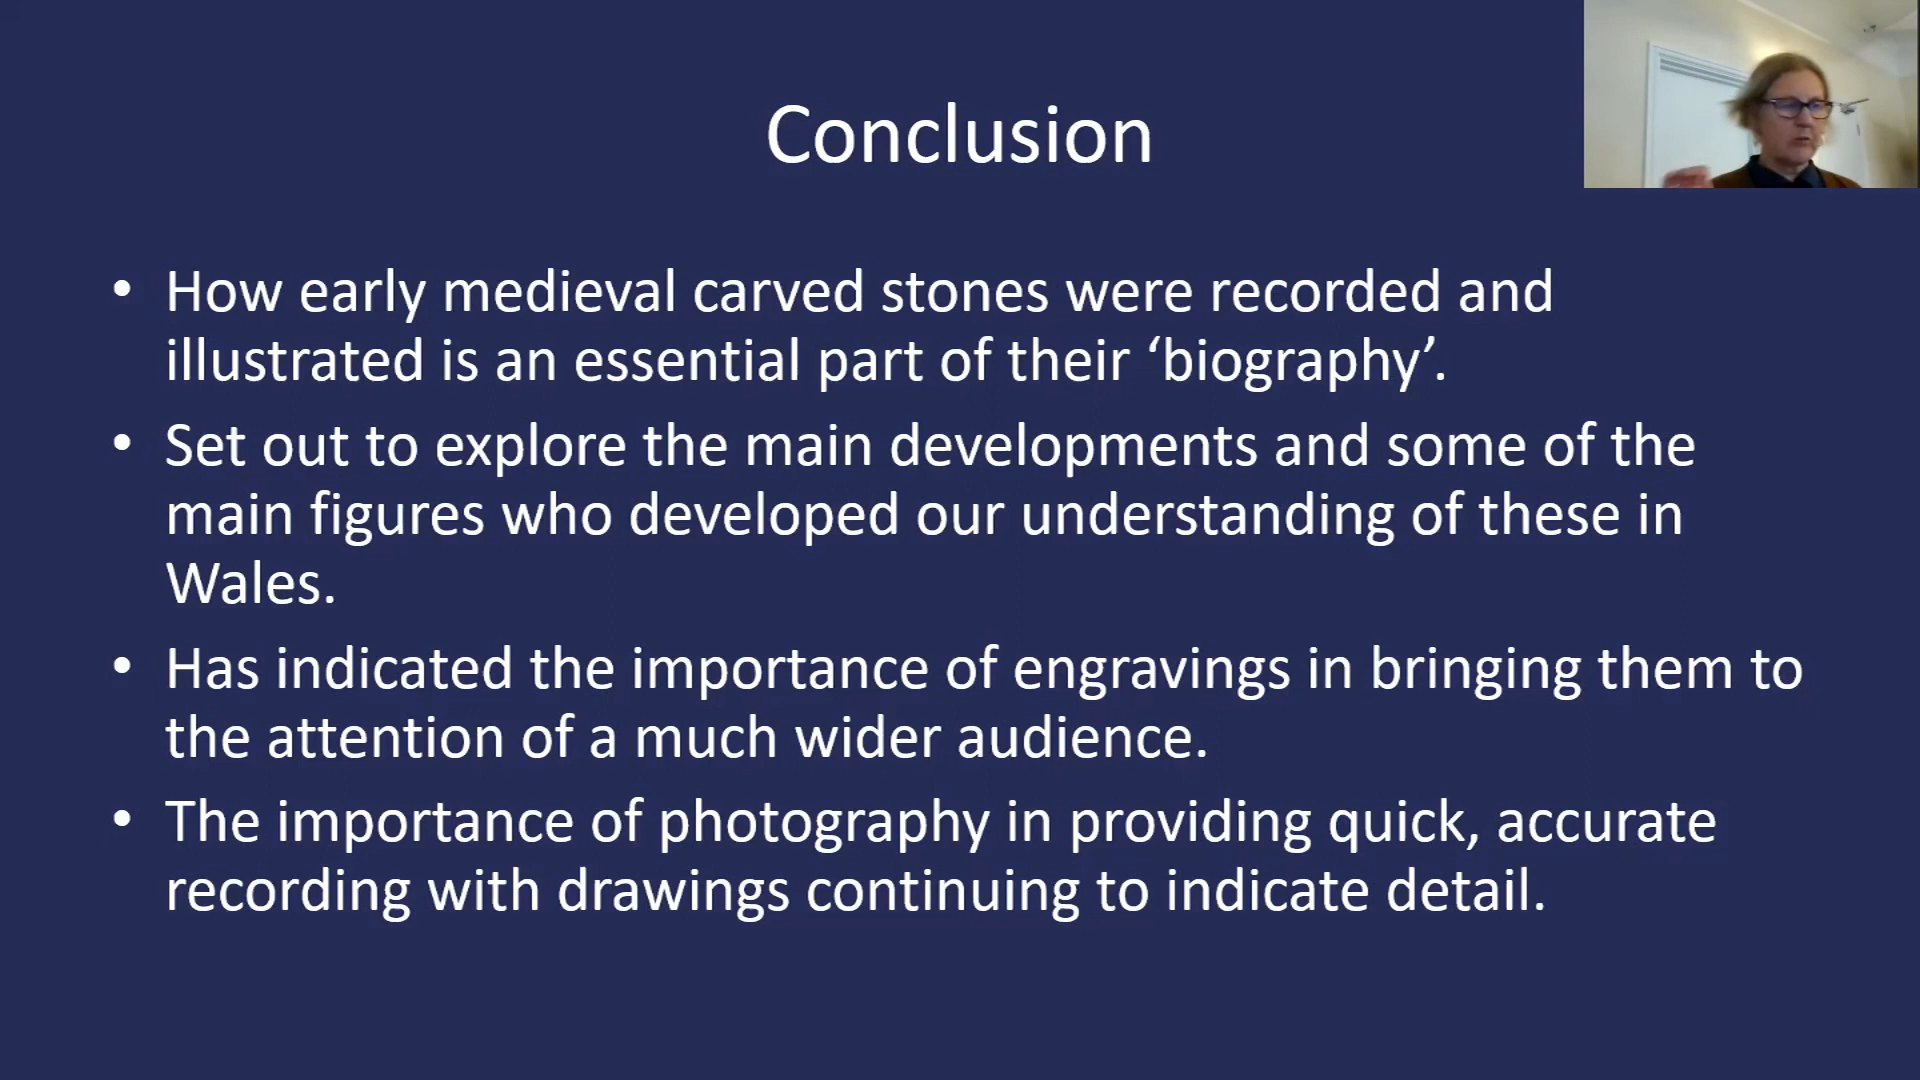 Conclusion
• How early medieval carved stones were recorded and
illustrated is an essential part of their ‘biography’.
• Set out to explore the main developments and some of the
main figures who developed our understanding of these in
Wales.
• Has indicated the importance of engravings in bringing them to
the attention of a much wider audience.
• The importance of photography in providing quick, accurate
recording with drawings continuing to indicate detail.